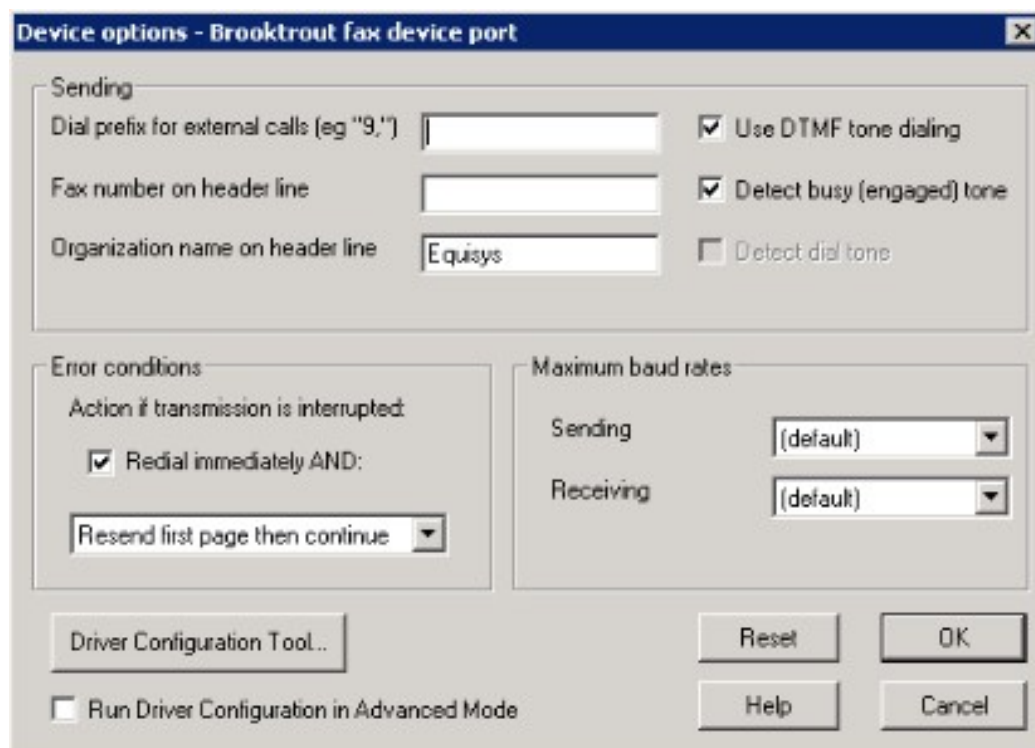 Device options - Brooktrout fax device port
Sending
Dial prefix for external calls (eg "9,")
Use DTMF tone dialing
Fax number on header line
Detect busy (engaged) tone
Organization name on header line
Equisys
Detect dial tone
Error conditions
Action if transmission is interrupted:
Redial immediately AND:
Resend first page then continue
Maximum baud rates
Sending
(default)
Receiving
(default)
Driver Configuration Tool...
Reset
OK
Run Driver Configuration in Advanced Mode
Help
Cancel